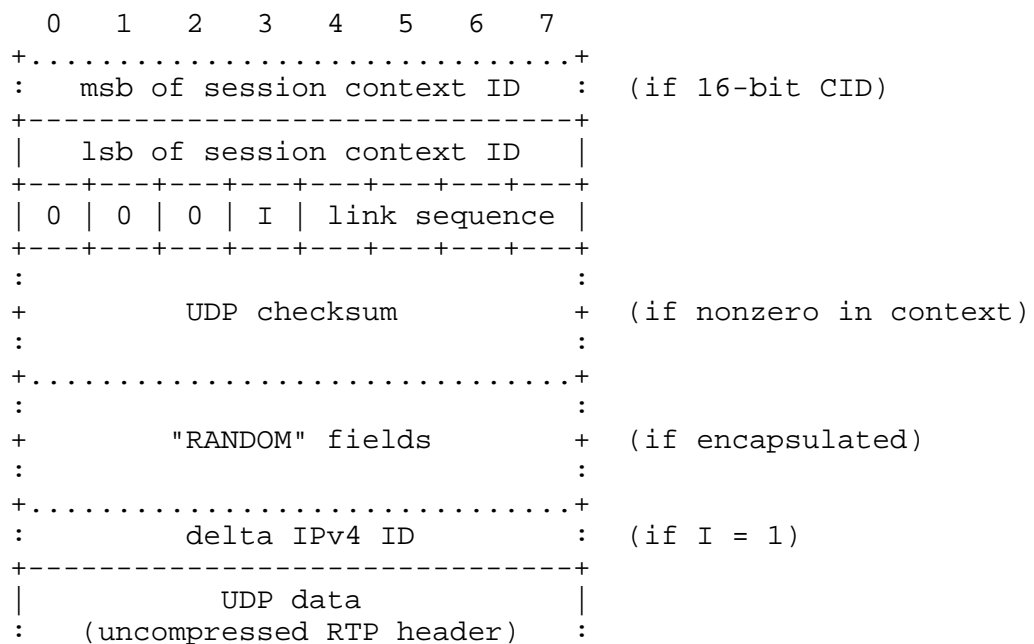 0   1   2   3   4   5   6   7
+...............................+
:   msb of session context ID   :  (if 16-bit CID)
+-------------------------------+
|   lsb of session context ID   |
+---+---+---+---+---+---+---+---+
| 0 | 0 | 0 | I | link sequence |
+---+---+---+---+---+---+---+---+
:                               :
+         UDP checksum          +  (if nonzero in context)
:                               :
+...............................+
:                               :
+        "RANDOM" fields        +  (if encapsulated)
:                               :
+...............................+
:         delta IPv4 ID         :  (if I = 1)
+-------------------------------+
|           UDP data            |
:   (uncompressed RTP header)   :